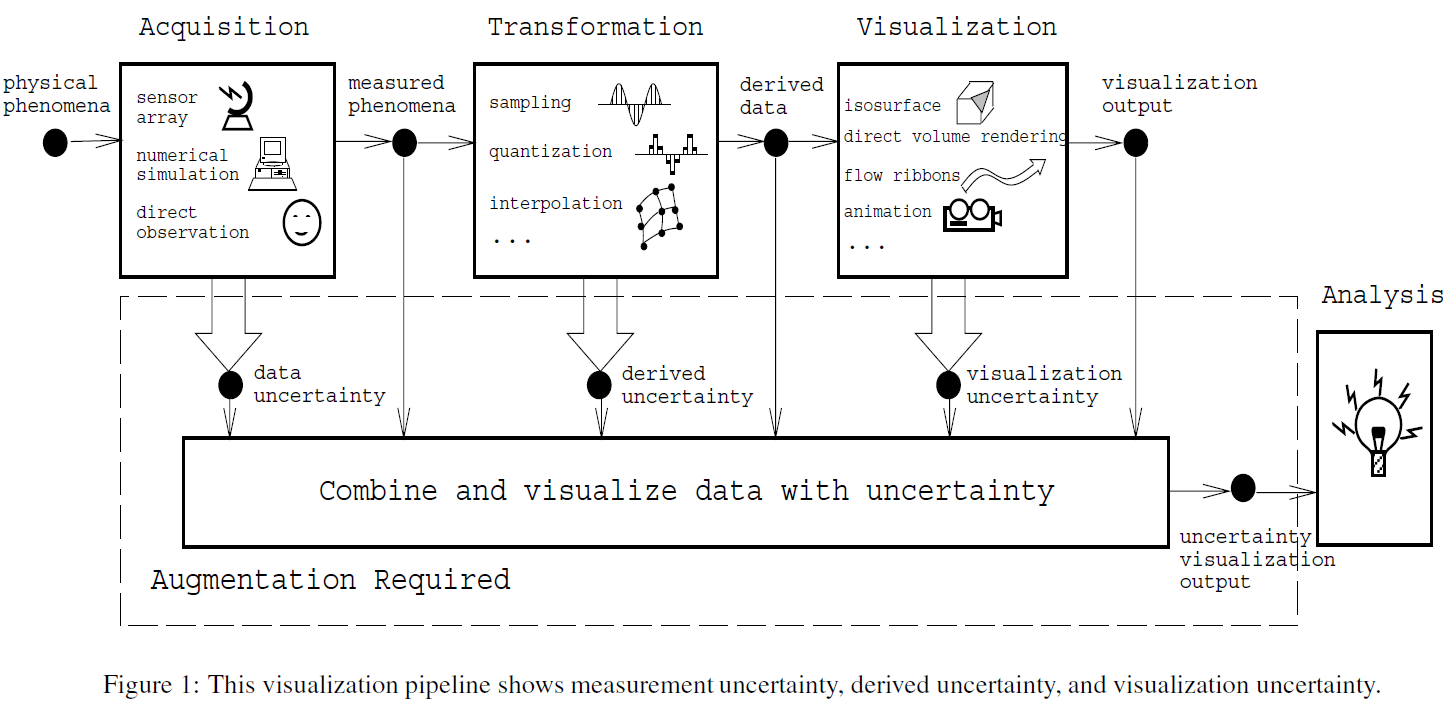 Acquisition
Transformation
Visualization
physical
phenomena
sensor
array
numerical
simulation
direct
observation
measured
phenomena
sampling
quantization
interpolation
...
derived
data
isosurface
direct volume rendering
flow ribbons
animation
...
visualization
output
data
uncertainty
derived
uncertainty
visualization
uncertainty
Analysis
Combine and visualize data with uncertainty
uncertainty
visualization
output
Augmentation Required
Figure 1: This visualization pipeline shows measurement uncertainty, derived uncertainty, and visualization uncertainty.